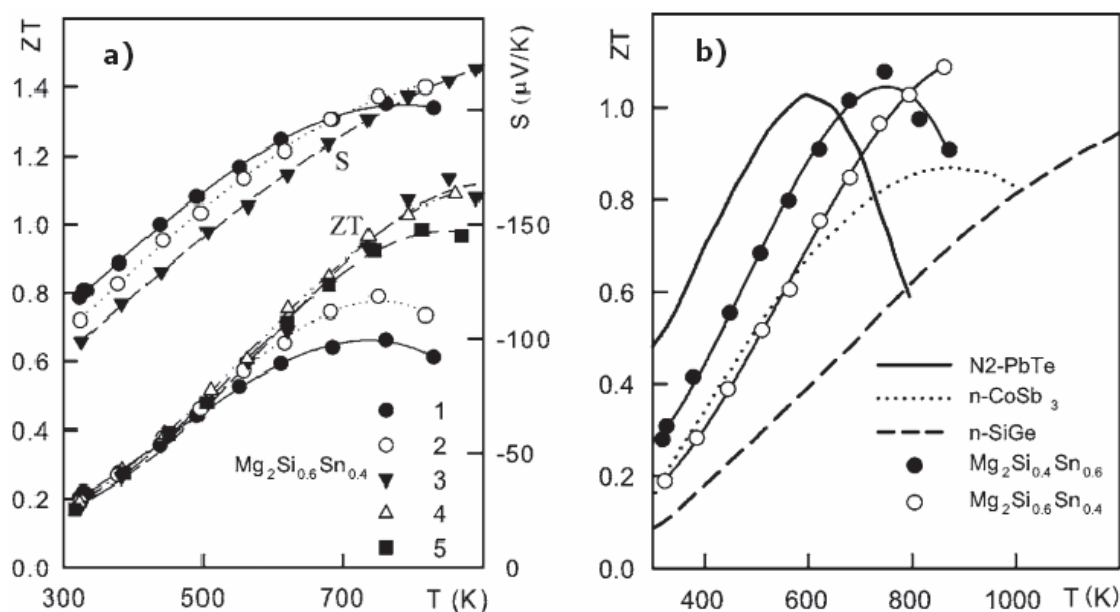 a)
ZT
S (μV/K)
1.4
1.2
1.0
0.8
0.6
0.4
0.2
0.0
S
ZT
-150
-100
-50
0
Mg2Si0.6Sn0.4
1
2
3
4
5
300
500
700
T (K)
b)
ZT
1.0
0.8
0.6
0.4
0.2
0.0
N2-PbTe
n-CoSb 3
n-SiGe
Mg2Si0.4Sn0.6
Mg2Si0.6Sn0.4
400
600
800
1000
T (K)